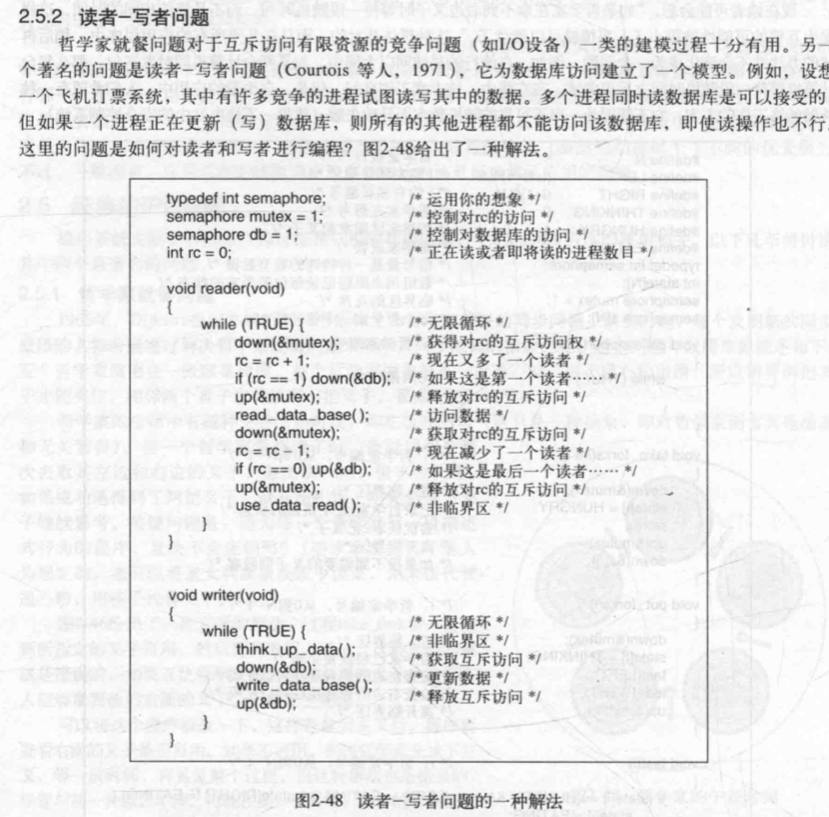 2.5.2 读者-写者问题
哲学家就餐问题对于互斥访问有限资源的竞争问题（如I/O设备）一类的建模过程十分有用。另一
个著名的问题是读者-写者问题（Courtois 等人，1971），它为数据库访问建立了一个模型。例如，设想
一个飞机订票系统，其中有许多竞争的进程试图读写其中的数据。多个进程同时读数据库是可以接受的
但如果一个进程正在更新（写）数据库，则所有的其他进程都不能访问该数据库，即使读操作也不行。
这里的问题是如何对读者和写者进行编程？图2-48给出了一种解法。
typedef int semaphore; /* 运用你的想象 */
semaphore mutex = 1; /* 控制对rc的访问 */
semaphore db = 1; /* 控制对数据库的访问 */
int rc = 0; /* 正在读或者即将读的进程数目 */
void reader(void)
{
while (TRUE) { /* 无限循环 */
down(&mutex); /* 获得对rc的互斥访问权 */
rc = rc + 1; /* 现在又多了一个读者 */
if (rc == 1) down(&db); /* 如果这是第一个读者…… */
up(&mutex); /* 释放对rc的互斥访问 */
read_data_base(); /* 访问数据 */
down(&mutex); /* 获取对rc的互斥访问 */
rc = rc - 1; /* 现在减少了一个读者 */
if (rc == 0) up(&db); /* 如果这是最后一个读者…… */
up(&mutex); /* 释放对rc的互斥访问 */
use_data_read(); /* 非临界区 */
}
}
void writer(void)
{
while (TRUE) { /* 无限循环 */
think_up_data(); /* 非临界区 */
down(&db); /* 获取互斥访问 */
write_data_base(); /* 更新数据 */
up(&db); /* 释放互斥访问 */
}
}
图2-48 读者-写者问题的一种解法